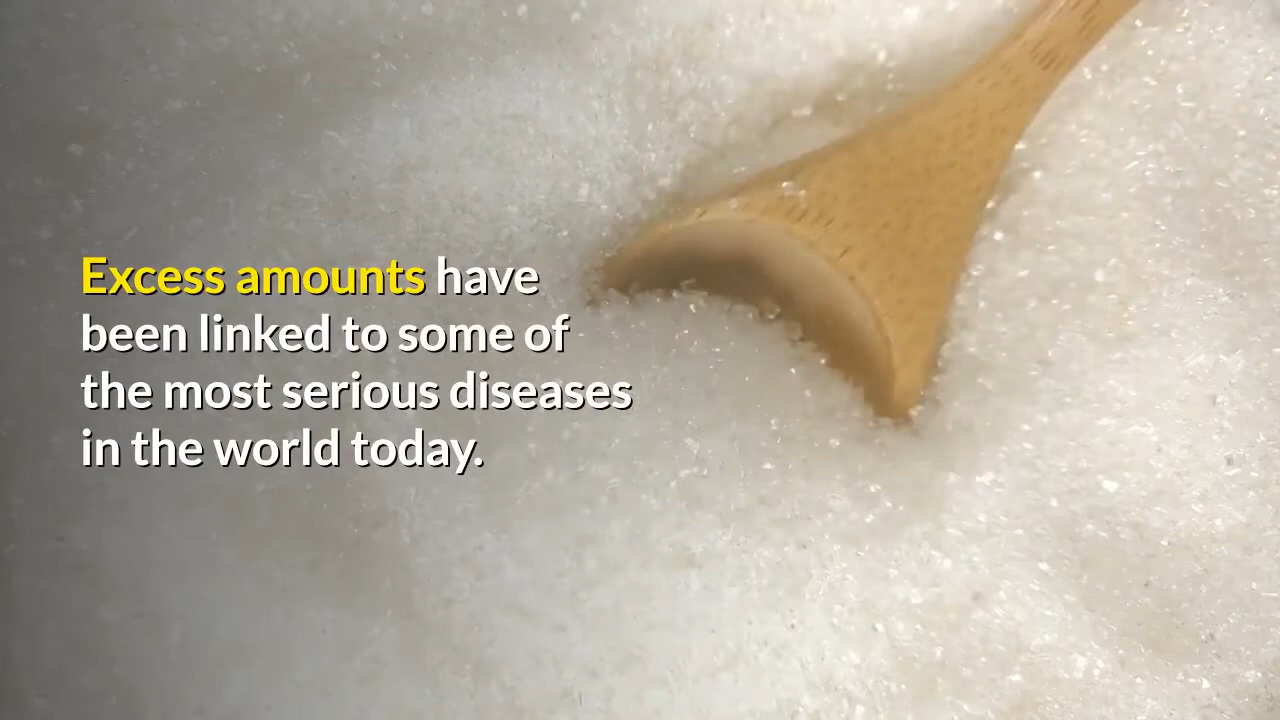 Excess amounts have
been linked to some of
the most serious diseases
in the world today.